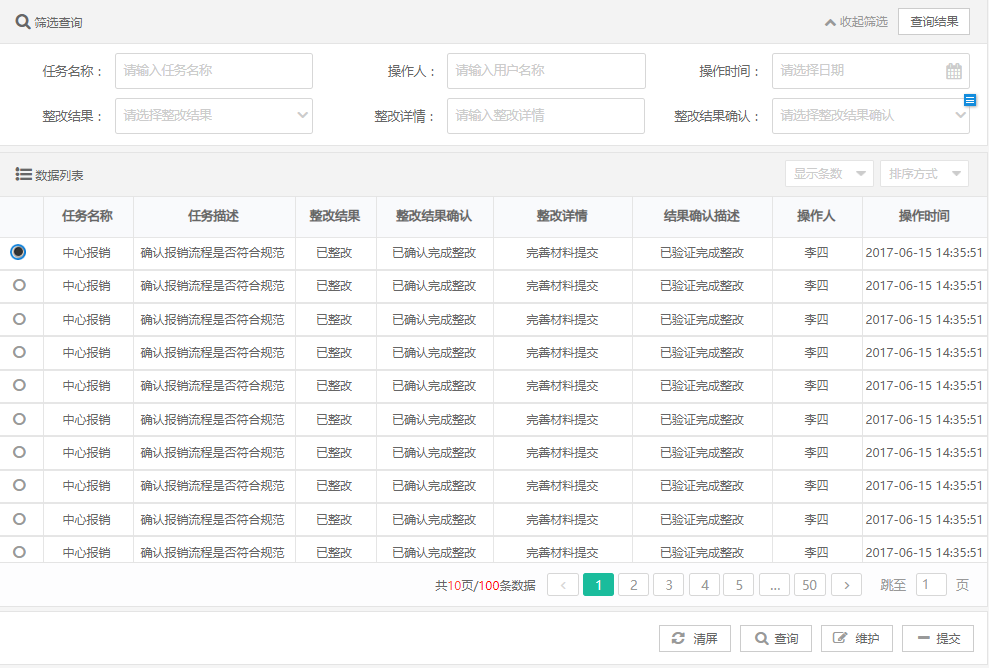 筛选查询 收起筛选 查询结果
任务名称： 请输入任务名称 操作人： 请输入用户名称 操作时间： 请选择日期
整改结果： 请选择整改结果 整改详情： 请输入整改详情 整改结果确认： 请选择整改结果确认
数据列表 显示条数 排序方式
任务名称 任务描述 整改结果 整改结果确认 整改详情 结果确认描述 操作人 操作时间
中心报销 确认报销流程是否符合规范 已整改 已确认完成整改 完善材料提交 已验证完成整改 李四 2017-06-15 14:35:51
中心报销 确认报销流程是否符合规范 已整改 已确认完成整改 完善材料提交 已验证完成整改 李四 2017-06-15 14:35:51
中心报销 确认报销流程是否符合规范 已整改 已确认完成整改 完善材料提交 已验证完成整改 李四 2017-06-15 14:35:51
中心报销 确认报销流程是否符合规范 已整改 已确认完成整改 完善材料提交 已验证完成整改 李四 2017-06-15 14:35:51
中心报销 确认报销流程是否符合规范 已整改 已确认完成整改 完善材料提交 已验证完成整改 李四 2017-06-15 14:35:51
中心报销 确认报销流程是否符合规范 已整改 已确认完成整改 完善材料提交 已验证完成整改 李四 2017-06-15 14:35:51
中心报销 确认报销流程是否符合规范 已整改 已确认完成整改 完善材料提交 已验证完成整改 李四 2017-06-15 14:35:51
中心报销 确认报销流程是否符合规范 已整改 已确认完成整改 完善材料提交 已验证完成整改 李四 2017-06-15 14:35:51
中心报销 确认报销流程是否符合规范 已整改 已确认完成整改 完善材料提交 已验证完成整改 李四 2017-06-15 14:35:51
中心报销 确认报销流程是否符合规范 已整改 已确认完成整改 完善材料提交 已验证完成整改 李四 2017-06-15 14:35:51
共10页/100条数据 ‹ 1 2 3 4 5 ... 50 › 跳至 1 页
清屏 查询 维护 提交